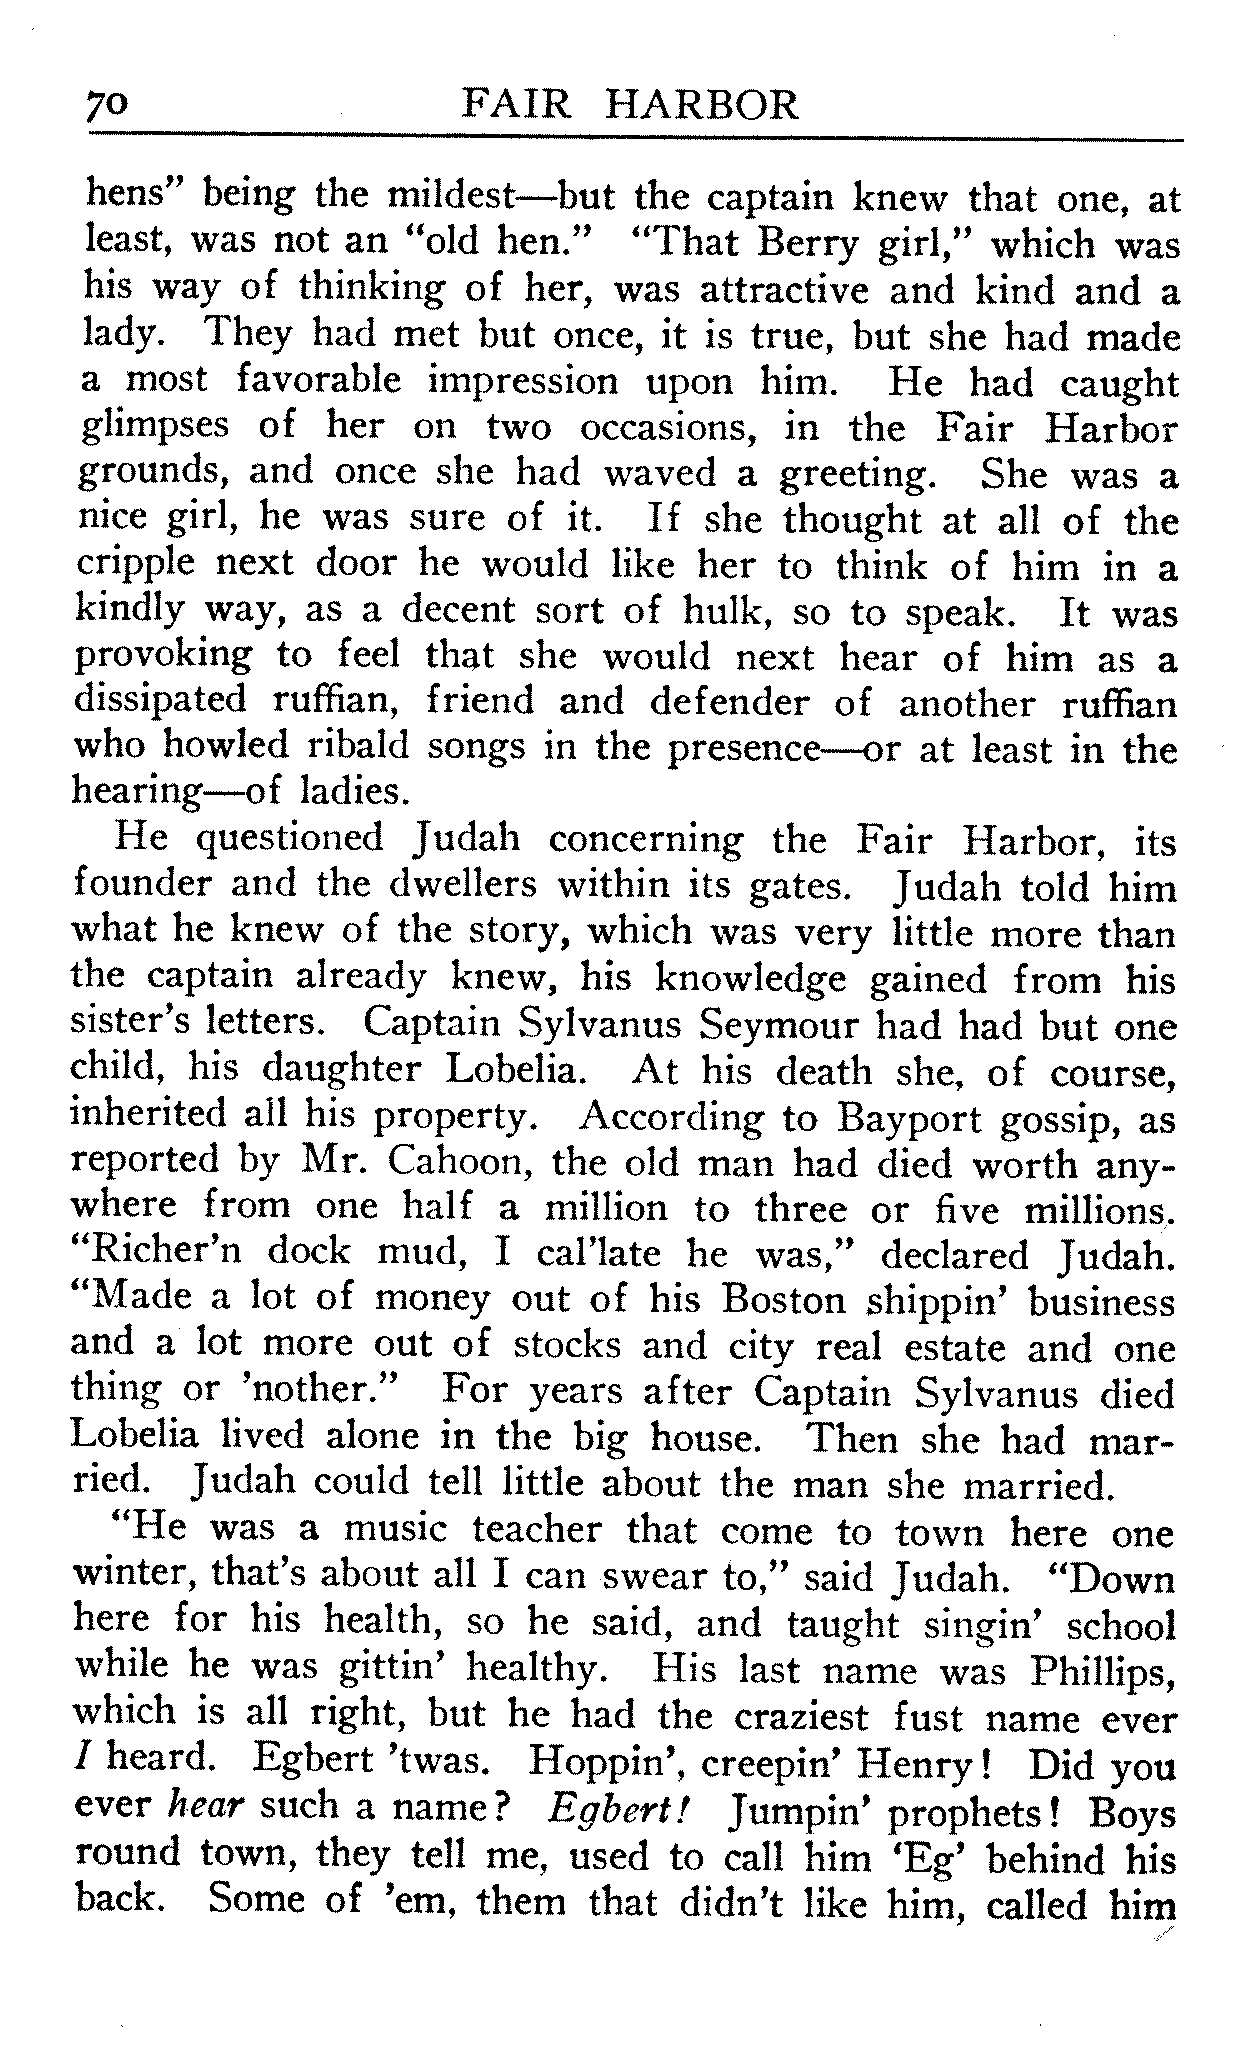 70 FAIR HARBOR
hens” being the mildest—but the captain knew that one, at
least, was not an “old hen.” “That Berry girl,” which was
his way of thinking of her, was attractive and kind and a
lady. They had met but once, it is true, but she had made
a most favorable impression upon him. He had caught
glimpses of her on two occasions, in the Fair Harbor
grounds, and once she had waved a greeting. She was a
nice girl, he was sure of it. If she thought at all of the
cripple next door he would like her to think of him in a
kindly way, as a decent sort of hulk, so to speak. It was
provoking to feel that she would next hear of him as a
dissipated ruffian, friend and defender of another ruffian
who howled ribald songs in the presence—or at least in the
hearing—of ladies.
He questioned Judah concerning the Fair Harbor, its
founder and the dwellers within its gates. Judah told him
what he knew of the story, which was very little more than
the captain already knew, his knowledge gained from his
sister’s letters. Captain Sylvanus Seymour had had but one
child, his daughter Lobelia. At his death she, of course,
inherited all his property. According to Bayport gossip, as
reported by Mr. Cahoon, the old man had died worth any-
where from one half a million to three or five millions.
“Richer’n dock mud, I cal’late he was,” declared Judah.
“Made a lot of money out of his Boston shippin’ business
and a lot more out of stocks and city real estate and one
thing or ’nother.” For years after Captain Sylvanus died
Lobelia lived alone in the big house. Then she had mar-
ried. Judah could tell little about the man she married.
“He was a music teacher that come to town here one
winter, that’s about all I can swear to,” said Judah. “Down
here for his health, so he said, and taught singin’ school
while he was gittin’ healthy. His last name was Phillips,
which is all right, but he had the craziest fust name ever
I heard. Egbert ’twas. Hoppin’, creepin’ Henry! Did you
ever hear such a name? Egbert! Jumpin’ prophets! Boys
round town, they tell me, used to call him ‘Eg’ behind his
back. Some of ’em, them that didn’t like him, called him